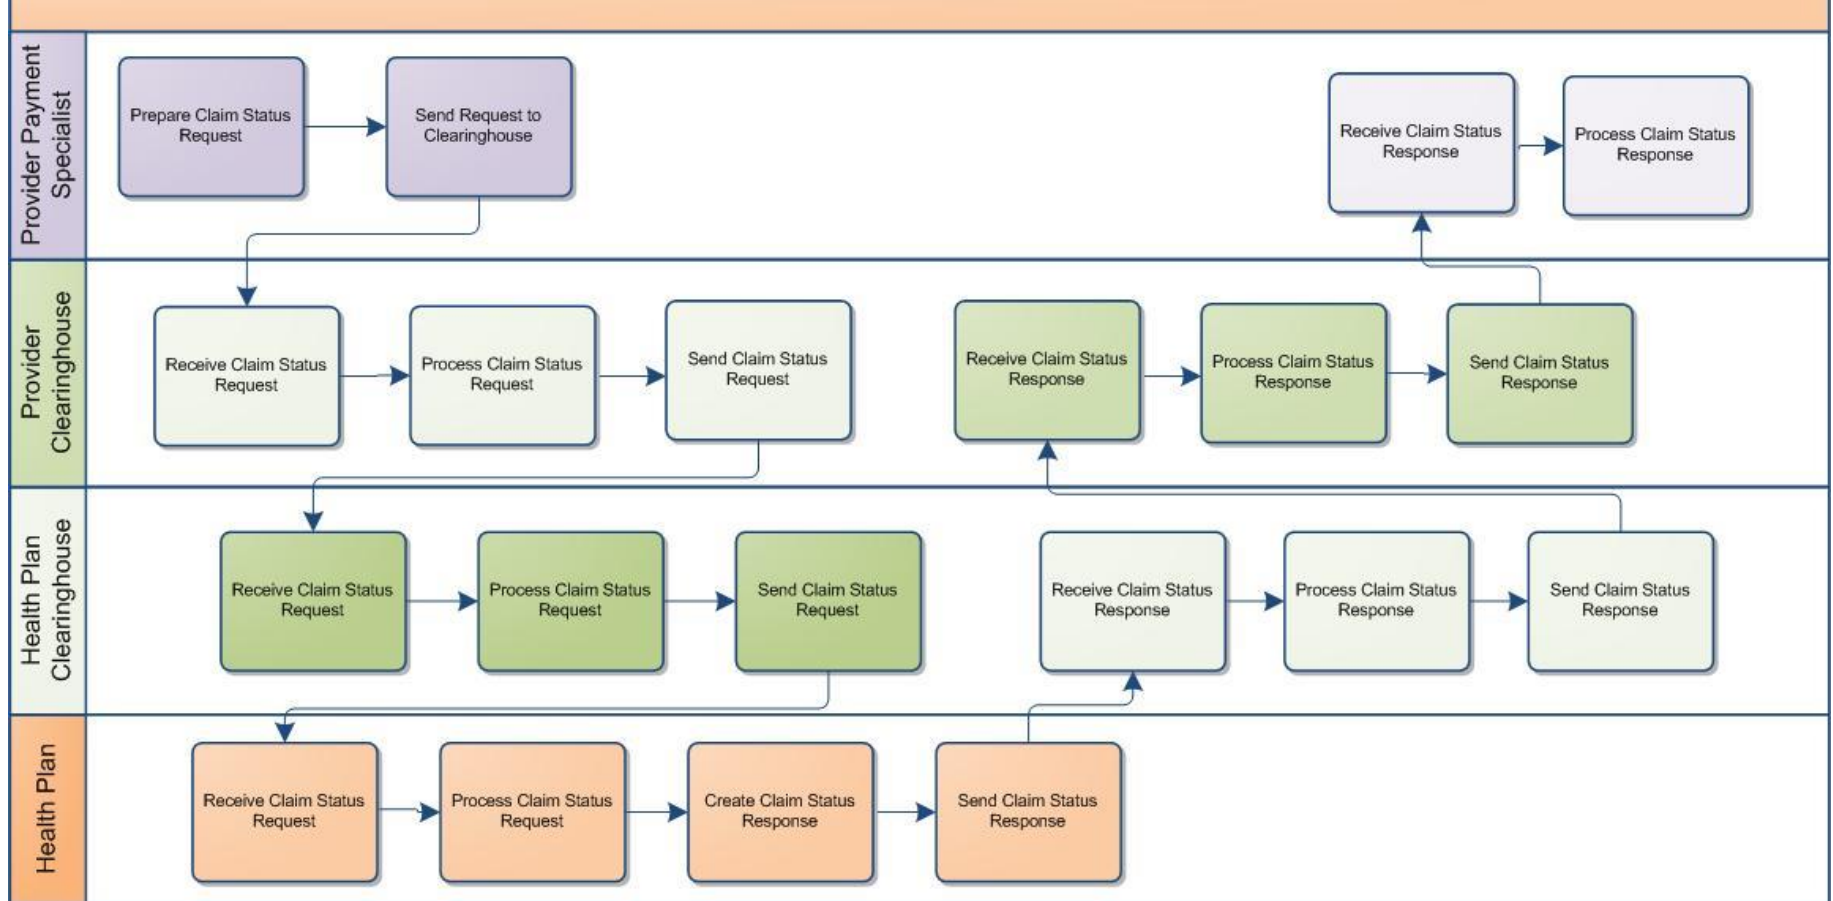 Provider Payment
Specialist
Prepare Claim Status
Request
Send Request to
Clearinghouse
Receive Claim Status
Response
Process Claim Status
Response
Provider
Clearinghouse
Receive Claim Status
Request
Process Claim Status
Request
Send Claim Status
Request
Receive Claim Status
Response
Process Claim Status
Response
Send Claim Status
Response
Health Plan
Clearinghouse
Receive Claim Status
Request
Process Claim Status
Request
Send Claim Status
Request
Receive Claim Status
Response
Process Claim Status
Response
Send Claim Status
Response
Health Plan
Receive Claim Status
Request
Process Claim Status
Request
Create Claim Status
Response
Send Claim Status
Response